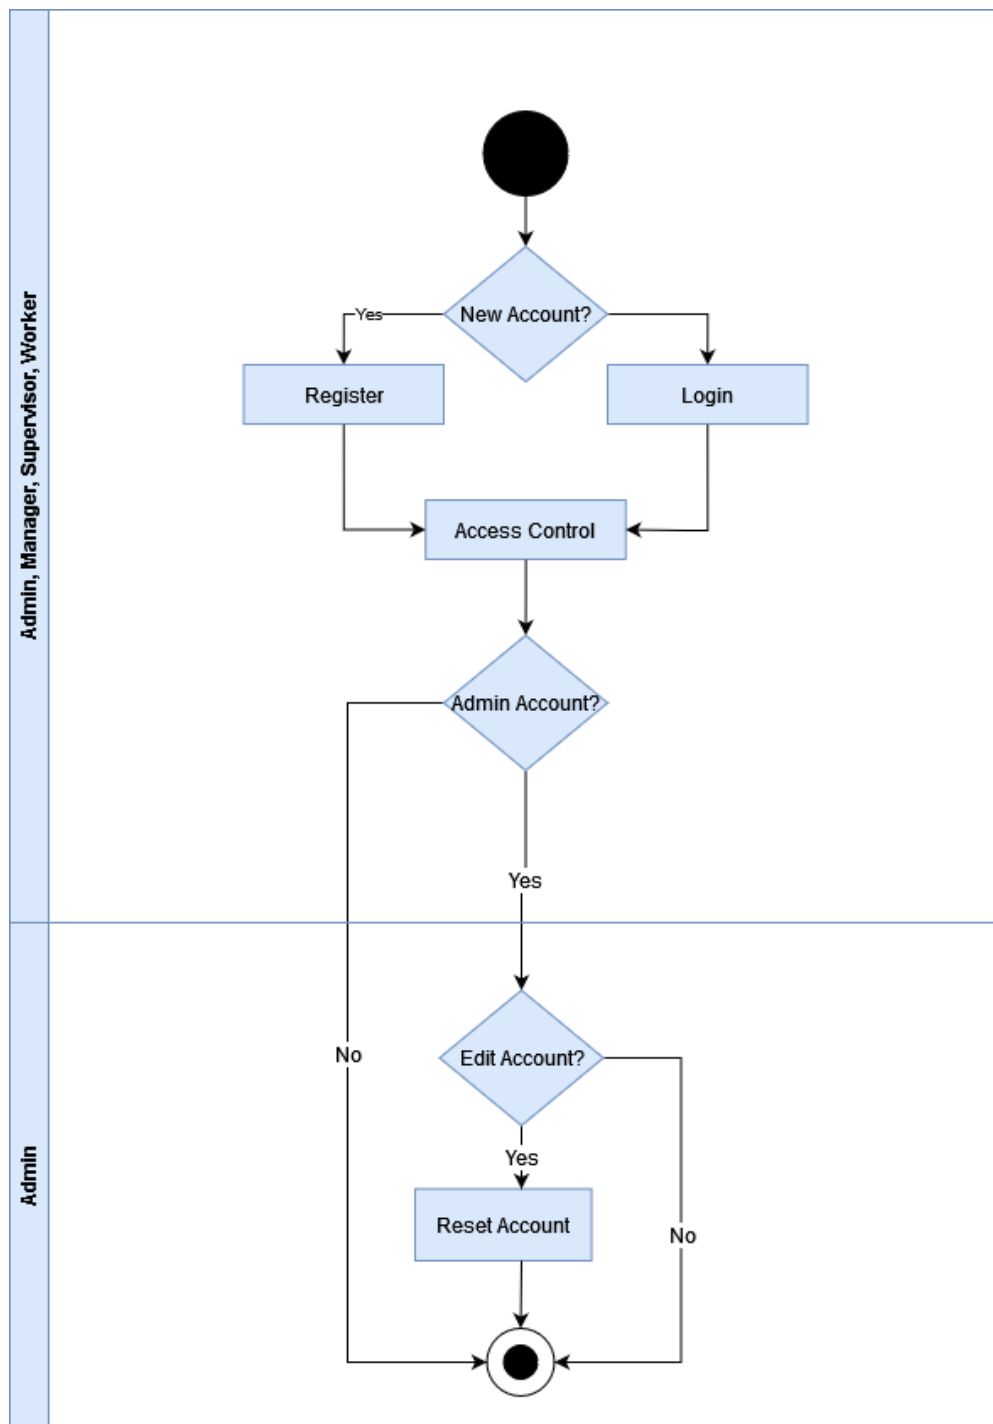 Admin, Manager, Supervisor, Worker
New Account?
Yes
Register
Login
Access Control
Admin Account?
Yes
Admin
No
Edit Account?
Yes
Reset Account
No